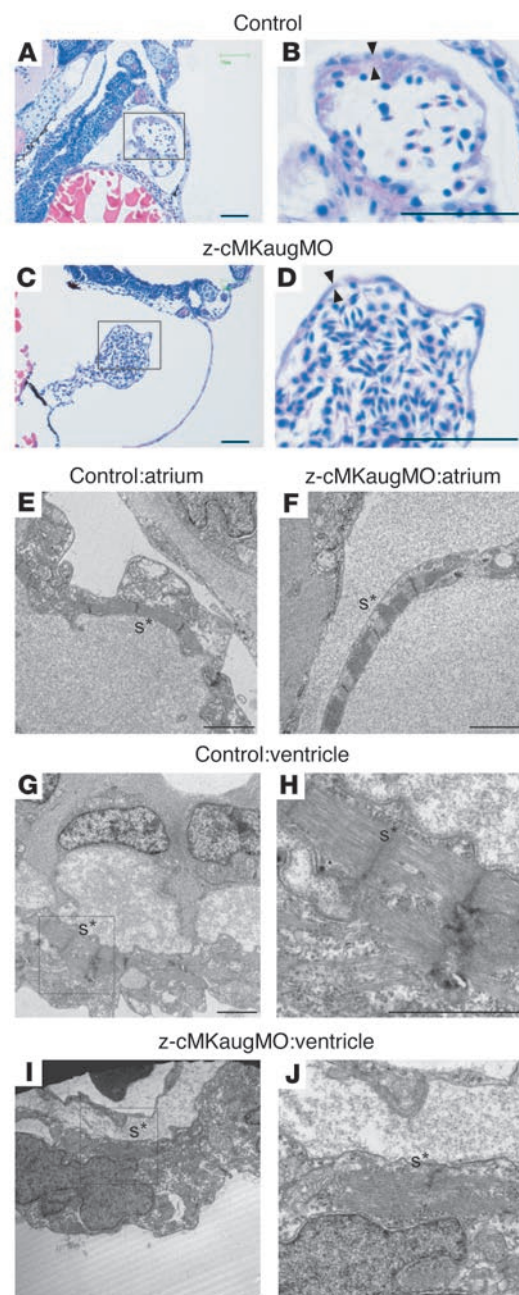 Control
A
B
z-cMKaugMO
C
D
Control:atrium
z-cMKaugMO:atrium
E
s*
F
s*
Control:ventricle
G
s*
H
s*
z-cMKaugMO:ventricle
I
s*
J
s*